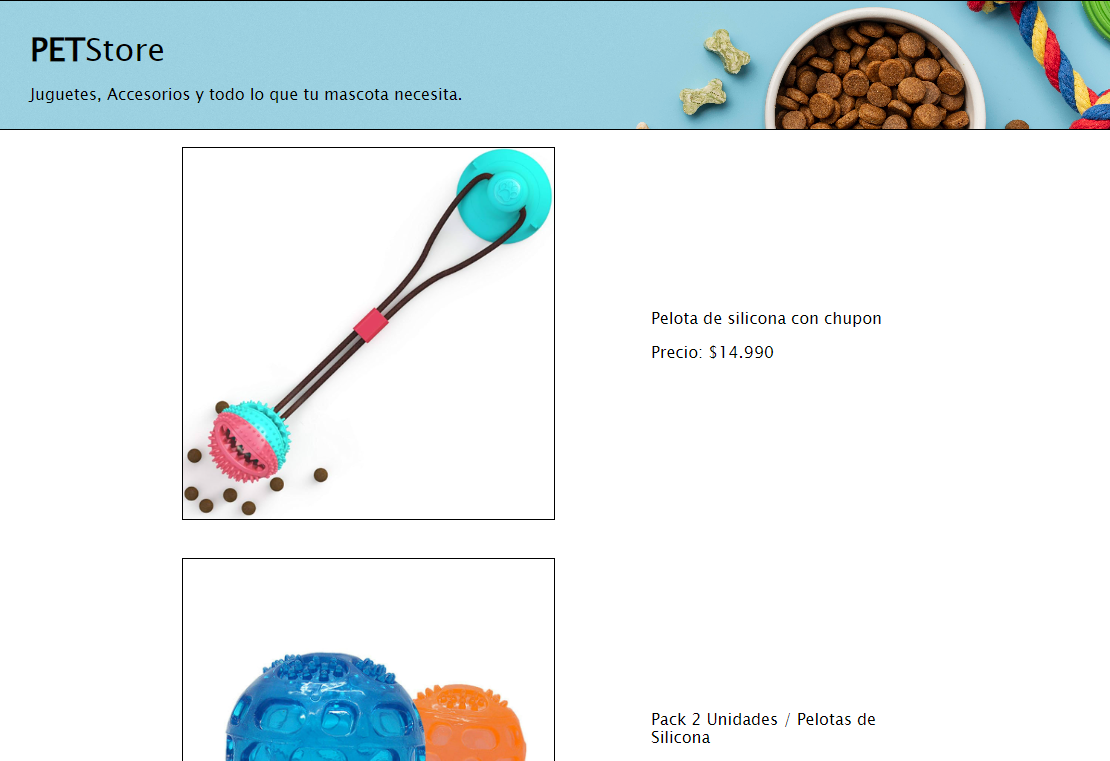 PETStore
Juguetes, Accesorios y todo lo que tu mascota necesita.
Pelota de silicona con chupon
Precio: $14.990
Pack 2 Unidades / Pelotas de
Silicona